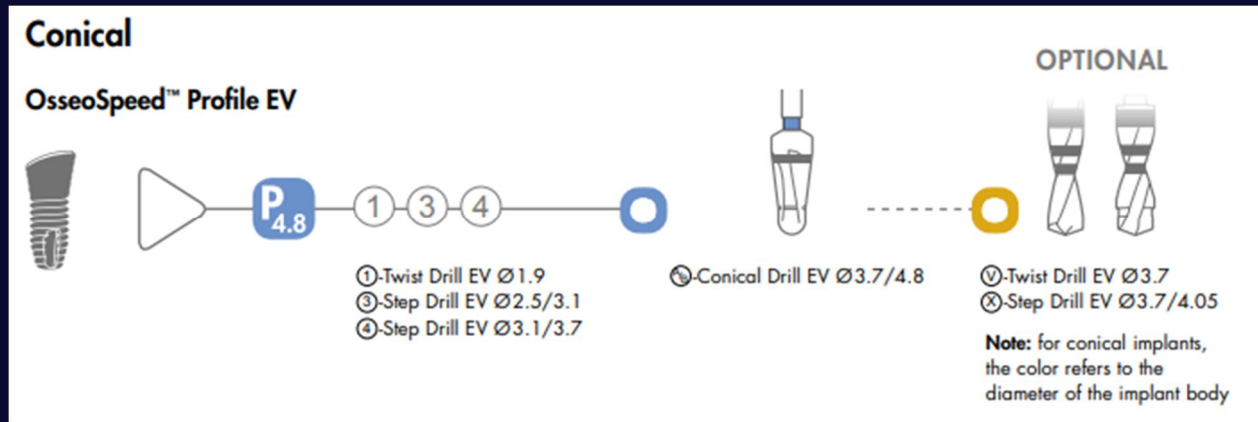 Conical
OsseoSpeed™ Profile EV
OPTIONAL
P 4.8
1 3 4
①-Twist Drill EV Ø1.9
③-Step Drill EV Ø2.5/3.1
④-Step Drill EV Ø3.1/3.7
-Conical Drill EV Ø3.7/4.8
Ⓥ-Twist Drill EV Ø3.7
Ⓧ-Step Drill EV Ø3.7/4.05
Note: for conical implants,
the color refers to the
diameter of the implant body